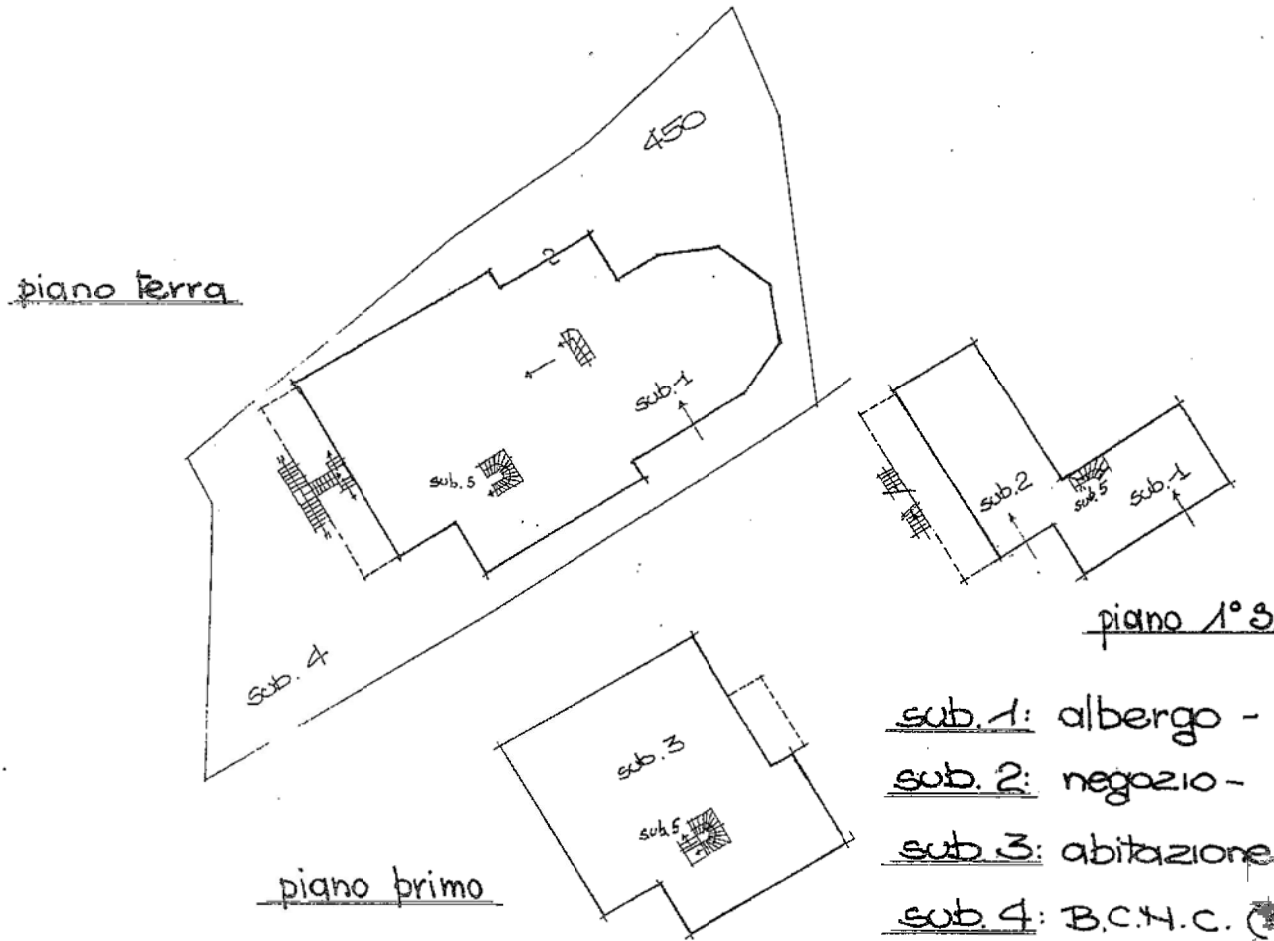 450
piano terra
2
sub.1
sub.5
sub.4
sub.2
sub.5
sub.1
piano 1° S
sub.3
sub.5
piano primo
sub.1: albergo -
sub.2: negozio -
sub.3: abitazione
sub.4: B.C.N.C. (